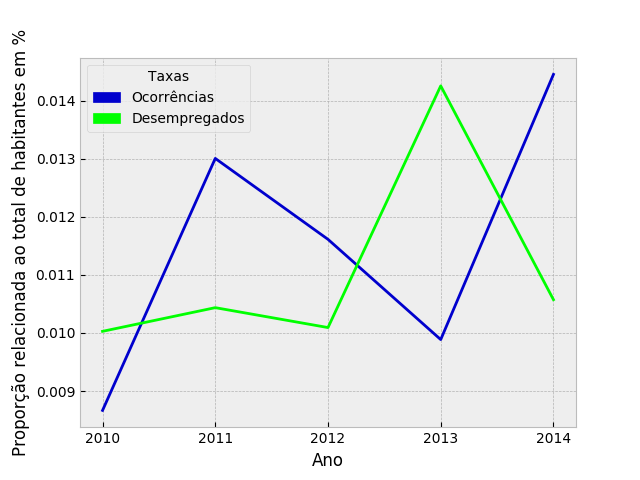 Proporção relacionada ao total de habitantes em %
Taxas
Ocorrências
Desempregados
0.014
0.013
0.012
0.011
0.010
0.009
2010 2011 2012 2013 2014
Ano